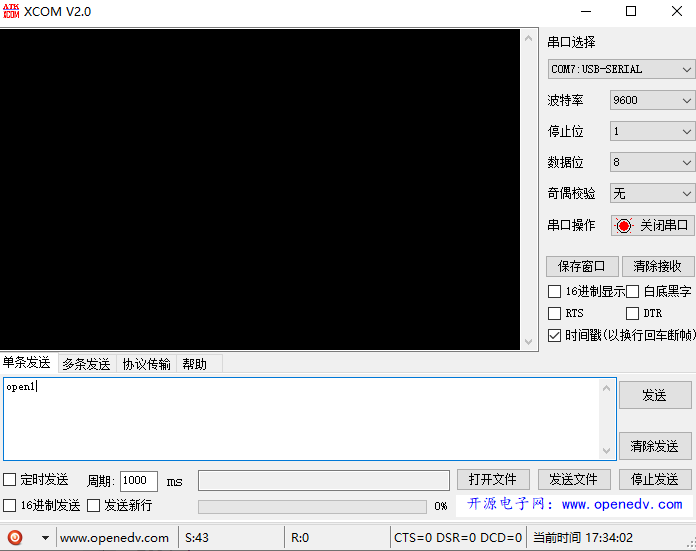 ATK XCOM XCOM V2.0
串口选择
COM7:USB-SERIAL
波特率 9600
停止位 1
数据位 8
奇偶校验 无
串口操作 关闭串口
保存窗口 清除接收
16进制显示 白底黑字
RTS DTR
时间戳(以换行回车断帧)
单条发送 多条发送 协议传输 帮助
open1
发送
清除发送
定时发送 周期: 1000 ms 打开文件 发送文件 停止发送
16进制发送 发送新行 0% 开源电子网：www.openedv.com
www.openedv.com S:43 R:0 CTS=0 DSR=0 DCD=0 当前时间 17:34:02